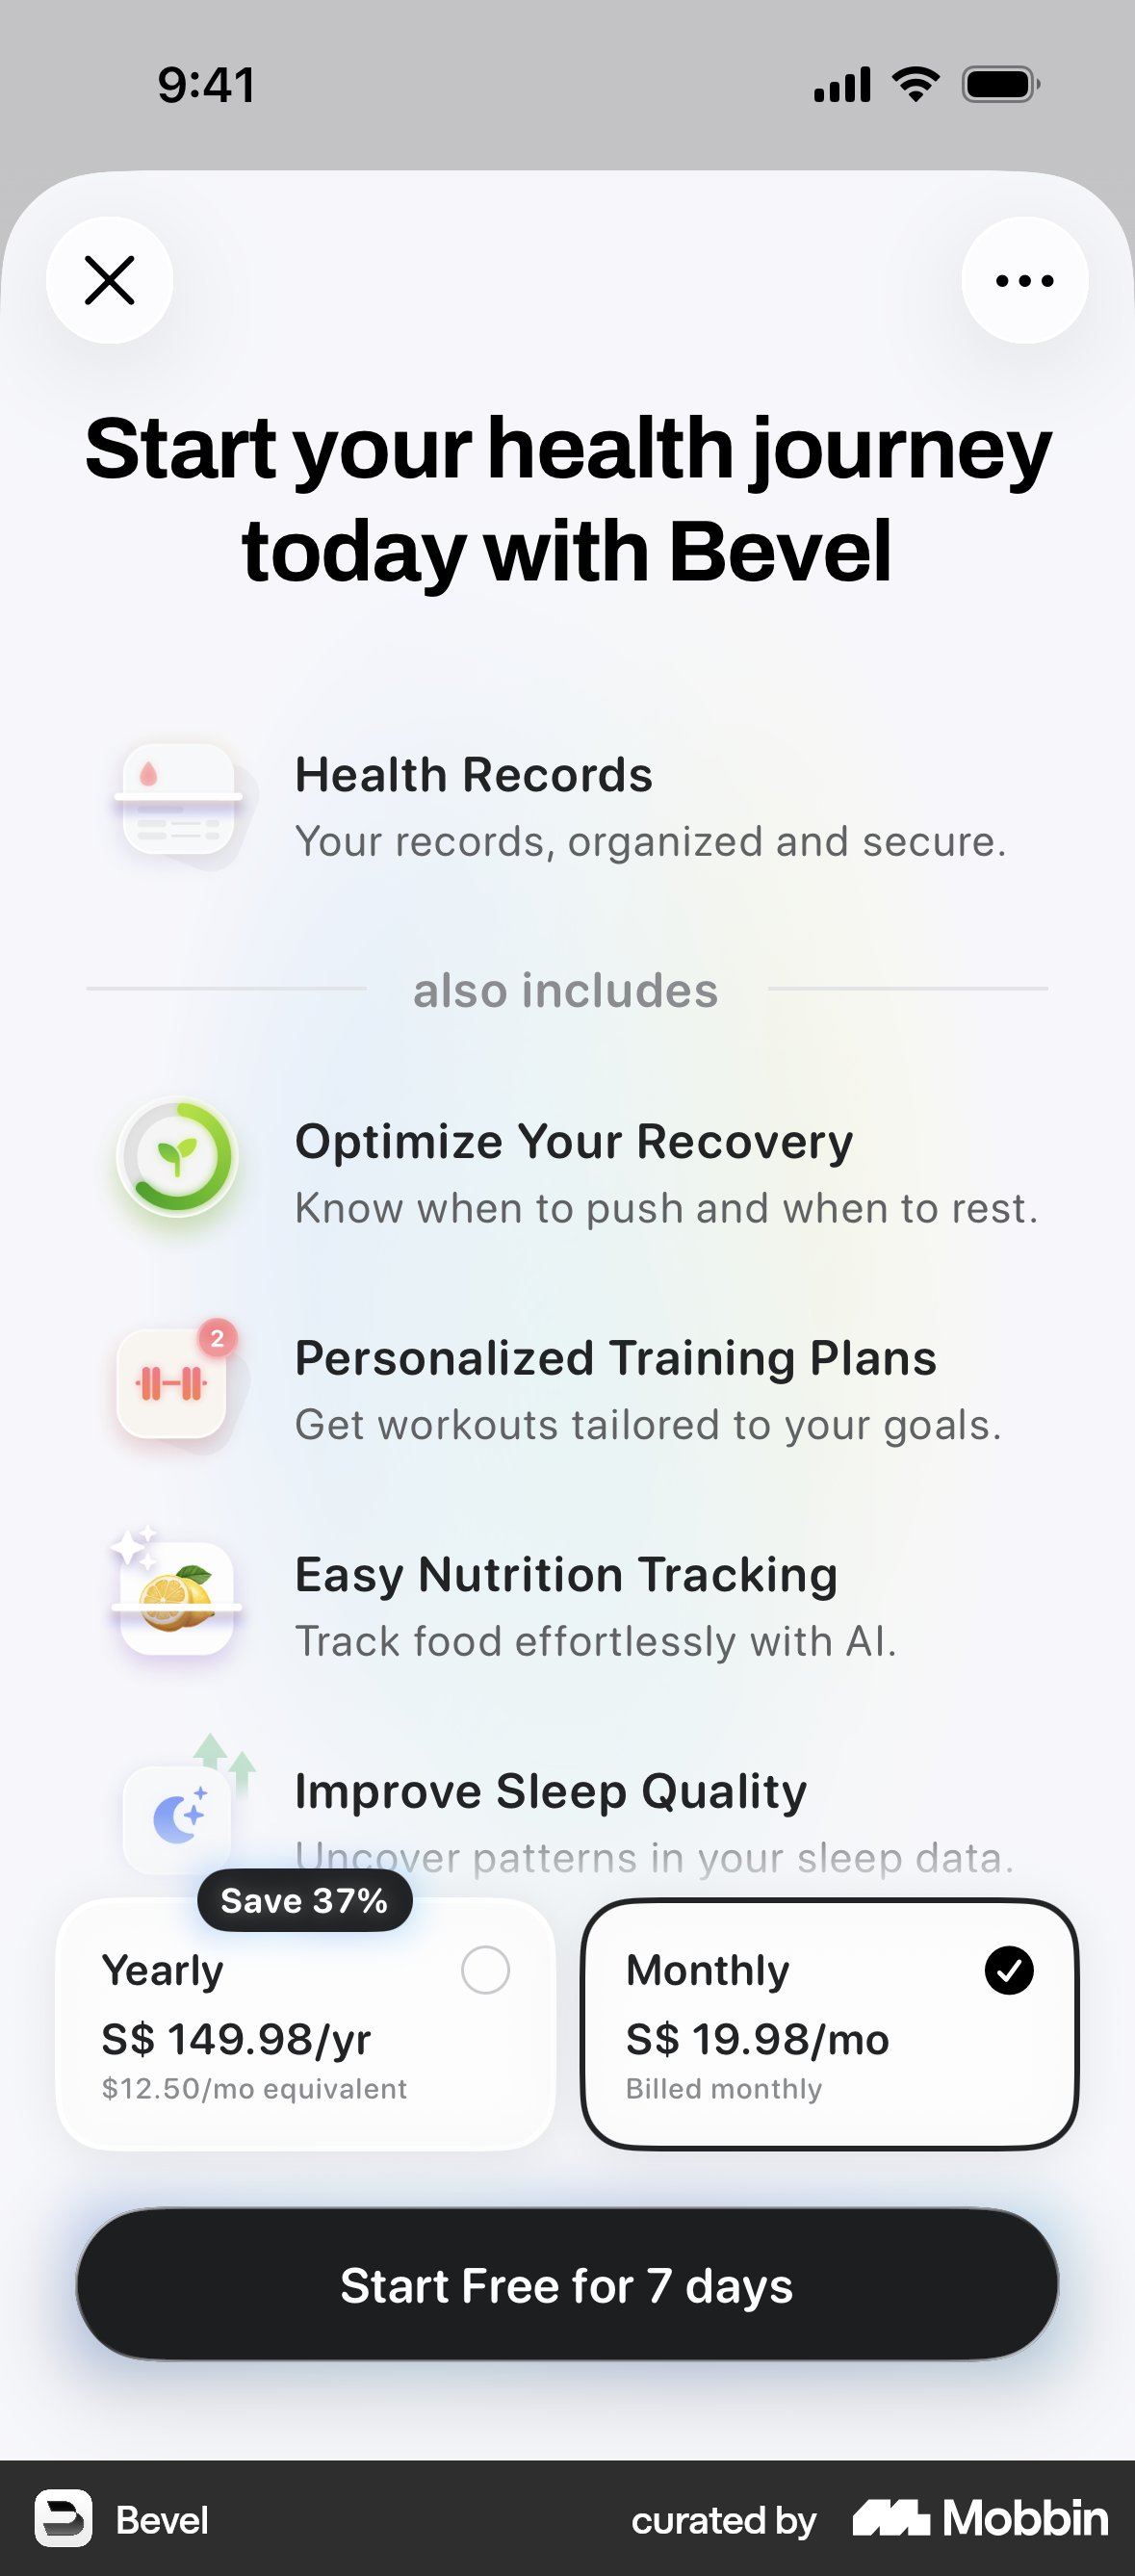 9:41
Start your health journey
today with Bevel
Health Records
Your records, organized and secure.
also includes
Optimize Your Recovery
Know when to push and when to rest.
2
Personalized Training Plans
Get workouts tailored to your goals.
Easy Nutrition Tracking
Track food effortlessly with AI.
Improve Sleep Quality
Uncover patterns in your sleep data.
Save 37%
Yearly
S$ 149.98/yr
$12.50/mo equivalent
Monthly
S$ 19.98/mo
Billed monthly
Start Free for 7 days
Bevel
curated by Mobbin